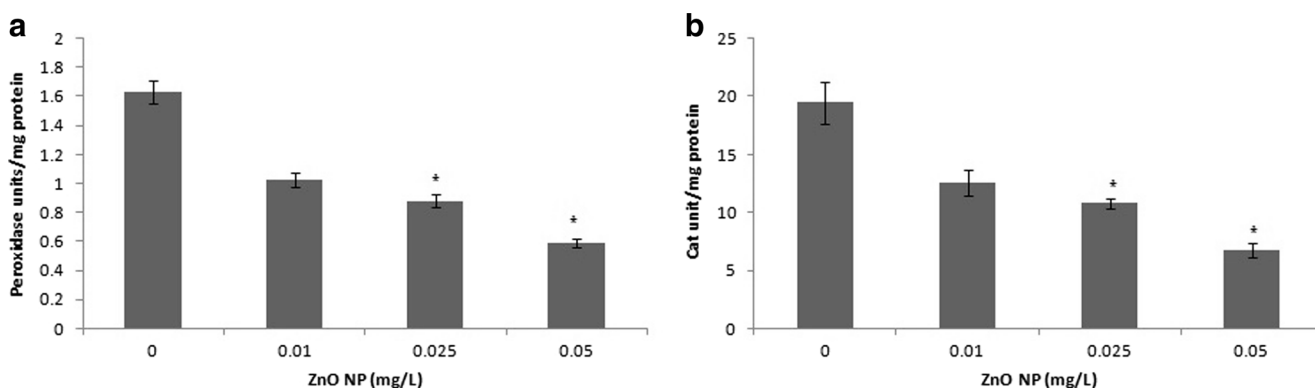 a
Peroxidase units/mg protein
2
1.8
1.6
1.4
1.2
1
0.8
0.6
0.4
0.2
0
*
*
0 0.01 0.025 0.05
ZnO NP (mg/L)
b
Cat unit/mg protein
25
20
15
10
5
0
*
*
0 0.01 0.025 0.05
ZnO NP (mg/L)